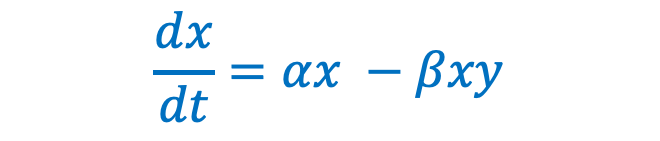 dx/dt = αx − βxy